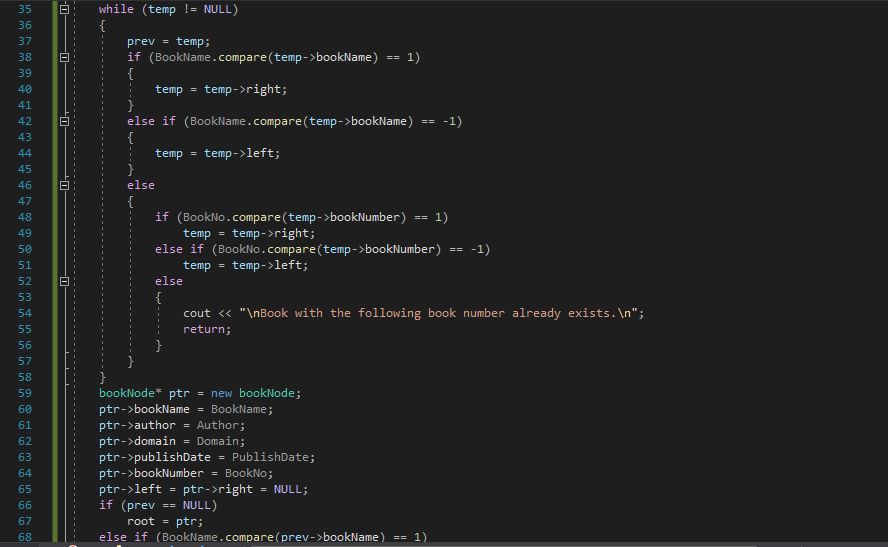 35 while (temp != NULL)
36 {
37 prev = temp;
38 if (BookName.compare(temp->bookName) == 1)
39 {
40 temp = temp->right;
41 }
42 else if (BookName.compare(temp->bookName) == -1)
43 {
44 temp = temp->left;
45 }
46 else
47 {
48 if (BookNo.compare(temp->bookNumber) == 1)
49 temp = temp->right;
50 else if (BookNo.compare(temp->bookNumber) == -1)
51 temp = temp->left;
52 else
53 {
54 cout << "\nBook with the following book number already exists.\n";
55 return;
56 }
57 }
58 }
59 bookNode* ptr = new bookNode;
60 ptr->bookName = BookName;
61 ptr->author = Author;
62 ptr->domain = Domain;
63 ptr->publishDate = PublishDate;
64 ptr->bookNumber = BookNo;
65 ptr->left = ptr->right = NULL;
66 if (prev == NULL)
67 root = ptr;
68 else if (BookName.compare(prev->bookName) == 1)